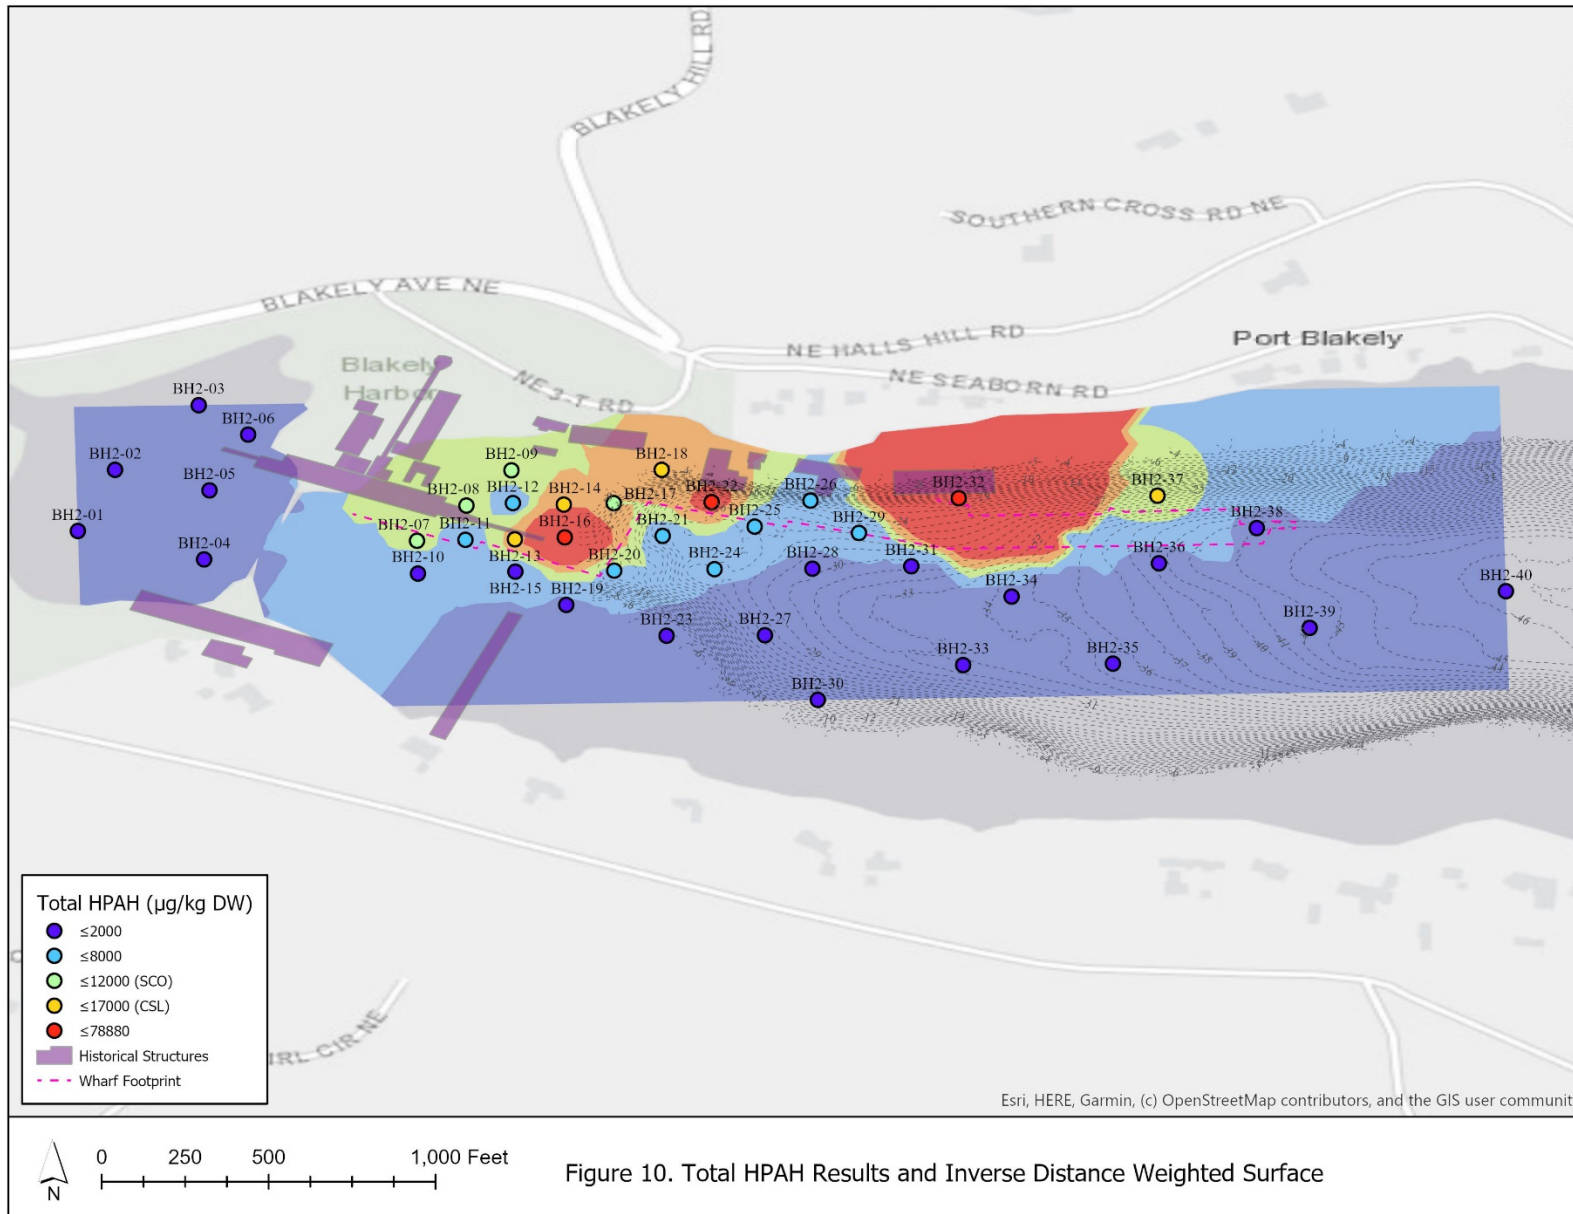 BLAKELY HILL RD
SOUTHERN CROSS RD NE
BLAKELY AVE NE
NE HALLS HILL RD
Port Blakely
NE SEABORN RD
Blakely
Harbor
NE 3-T RD
BH2-03
BH2-06
BH2-02
BH2-05
BH2-01
BH2-04
BH2-09
BH2-18
BH2-08
BH2-12
BH2-14
BH2-17
BH2-22
BH2-26
BH2-32
BH2-37
BH2-07
BH2-11
BH2-16
BH2-21
BH2-25
BH2-29
BH2-38
BH2-10
BH2-13
BH2-20
BH2-24
BH2-28
BH2-31
BH2-36
BH2-15
BH2-19
BH2-34
BH2-40
BH2-23
BH2-27
BH2-39
BH2-33
BH2-35
BH2-30
IRL CIR NE
Total HPAH (µg/kg DW)
≤2000
≤8000
≤12000 (SCO)
≤17000 (CSL)
≤78880
Historical Structures
Wharf Footprint
Esri, HERE, Garmin, (c) OpenStreetMap contributors, and the GIS user communit
N
0 250 500 1,000 Feet
Figure 10. Total HPAH Results and Inverse Distance Weighted Surface